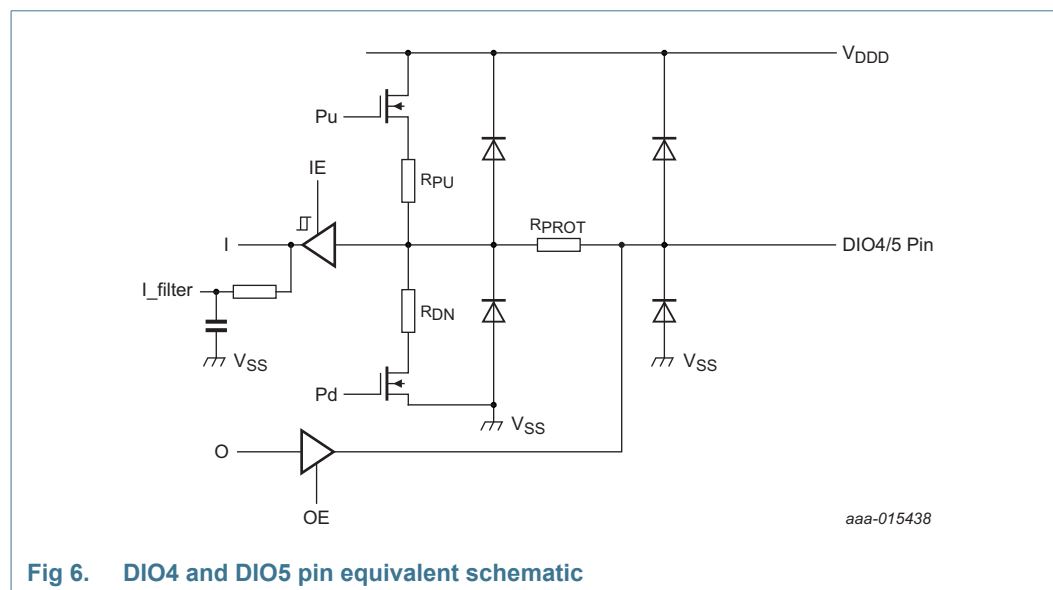 VDDD
Pu
IE
RPU
RPROT
I
DIO4/5 Pin
I_filter
RDN
VSS
VSS
Pd
VSS
O
OE
aaa-015438
Fig 6. DIO4 and DIO5 pin equivalent schematic